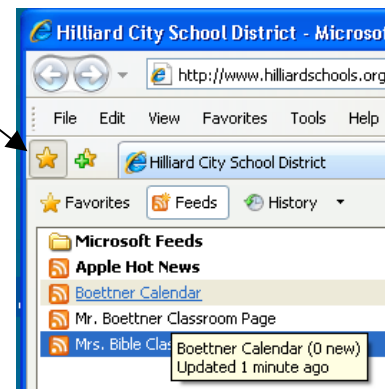 Hilliard City School District - Microsof
http://www.hilliardschools.org
File Edit View Favorites Tools Help
Hilliard City School District
Favorites Feeds History
Microsoft Feeds
Apple Hot News
Boettner Calendar
Mr. Boettner Classroom Page
Mrs. Bible Clas
Boettner Calendar (0 new)
Updated 1 minute ago